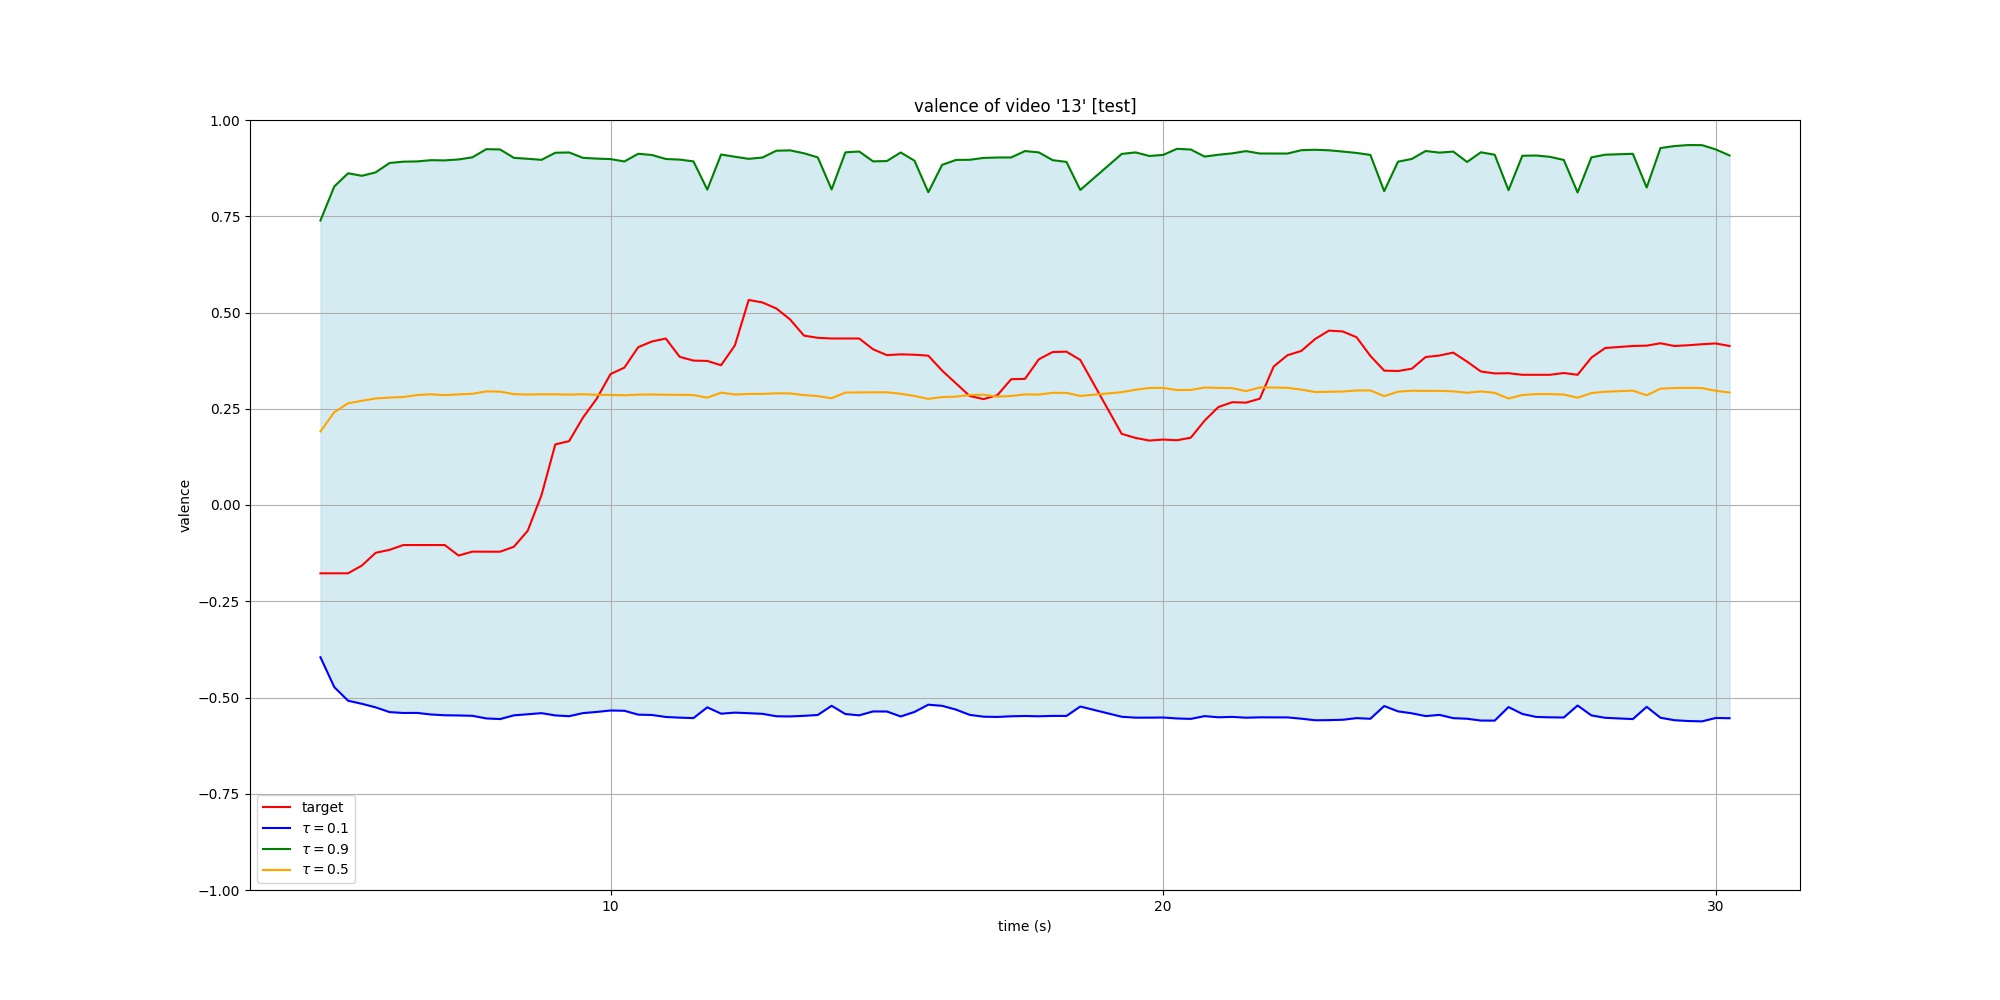 valence of video '13' [test]
1.00
0.75
0.50
0.25
0.00
−0.25
−0.50
−0.75
−1.00
valence
target
τ = 0.1
τ = 0.9
τ = 0.5
10 20 30
time (s)